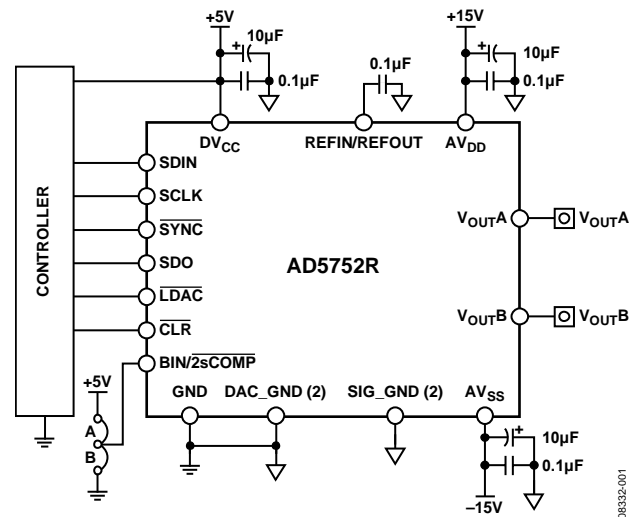 +5V
+15V
10µF
0.1µF
0.1µF
10µF
0.1µF
DVCC
REFIN/REFOUT
AVDD
CONTROLLER
SDIN
SCLK
SYNC
SDO
LDAC
CLR
BIN/2sCOMP
AD5752R
VOUTA
VOUTA
VOUTB
VOUTB
+5V
A
B
GND
DAC_GND (2)
SIG_GND (2)
AVSS
10µF
0.1µF
–15V
+
+
+
08332-001